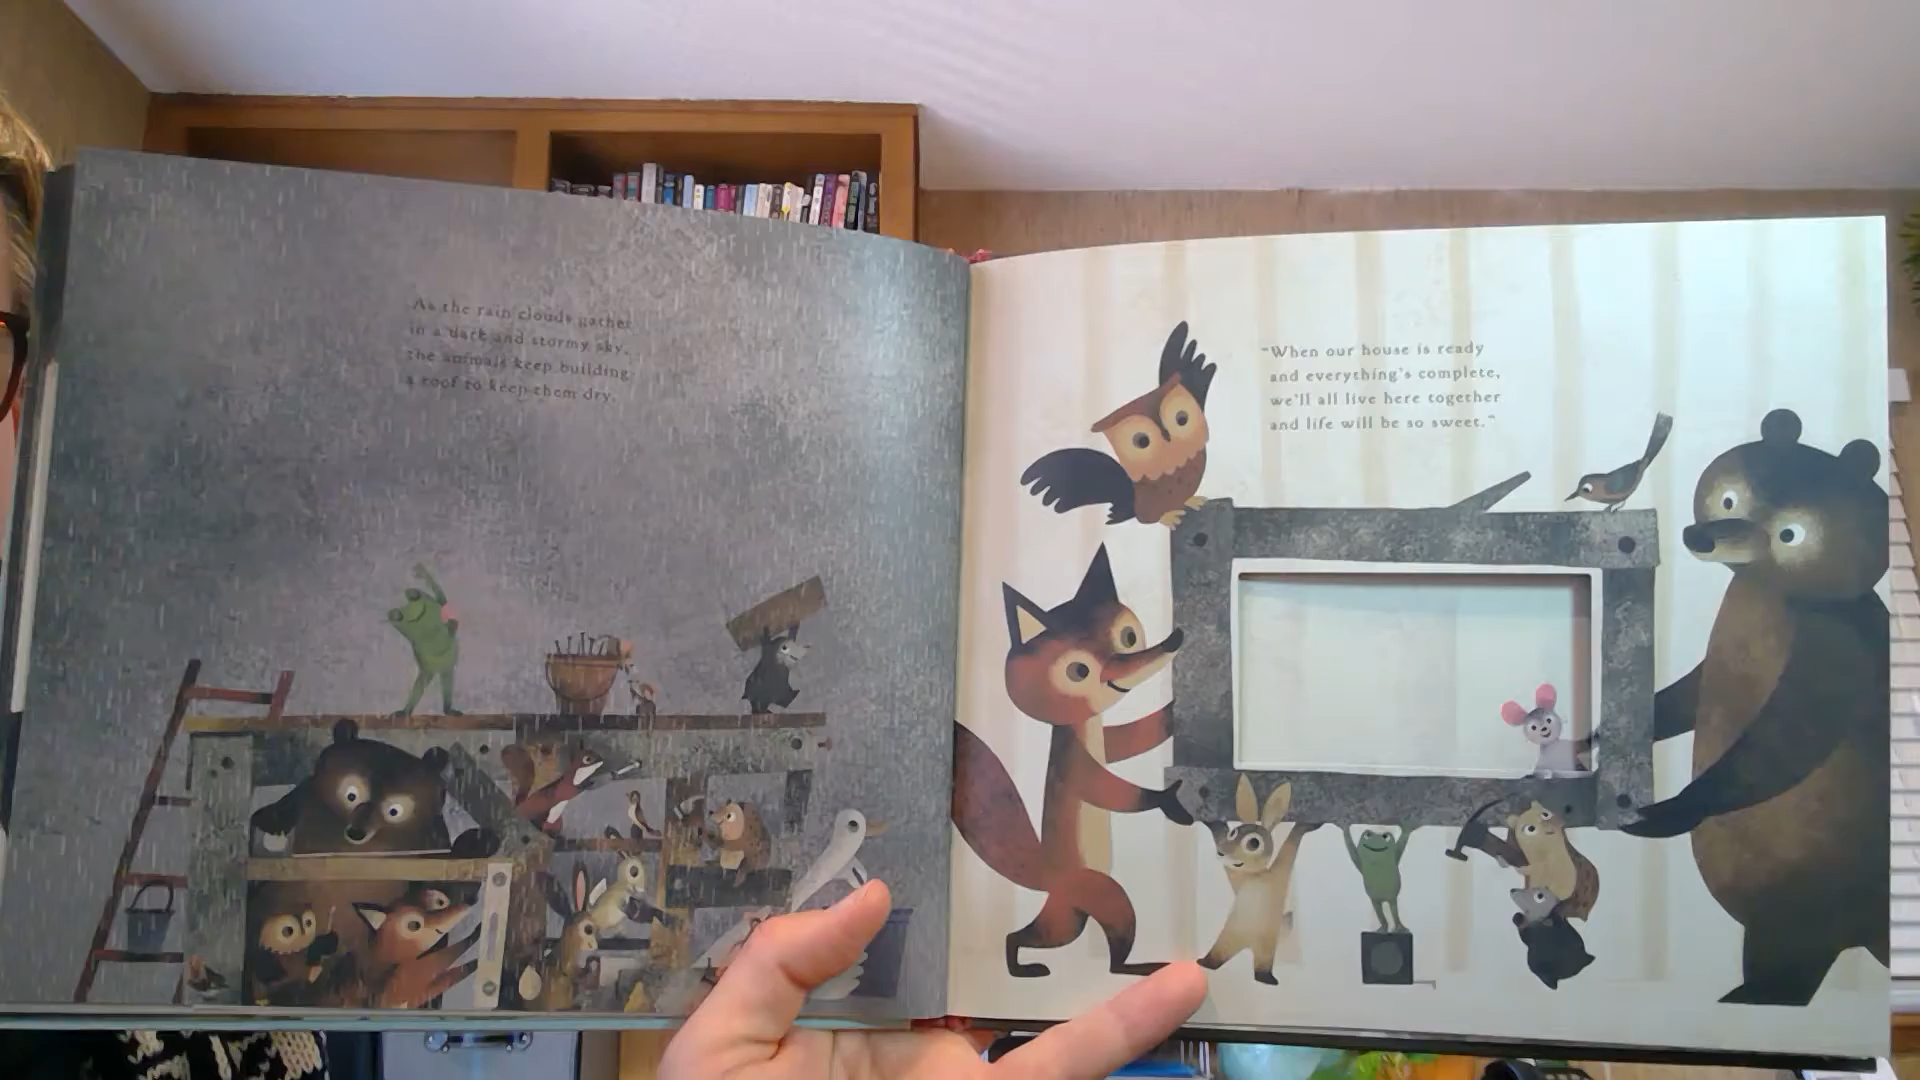 As the rain clouds gather
in a dark and stormy sky,
the animals keep building
a roof to keep them dry.
"When our house is ready
and everything's complete,
we'll all live here together
and life will be so sweet."